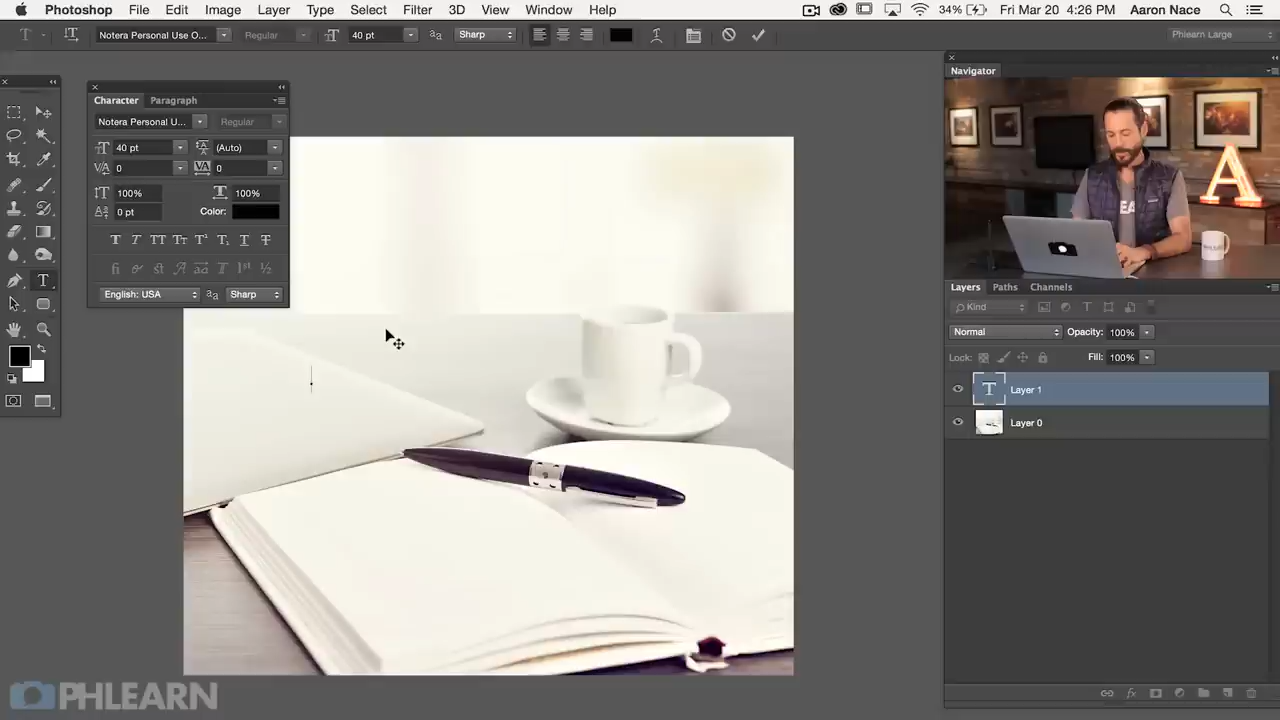 Photoshop File Edit Image Layer Type Select Filter 3D View Window Help 34% Fri Mar 20 4:26 PM Aaron Nace
Notera Personal Use O... Regular 40 pt Sharp Phlearn Large
Navigator
Character Paragraph
Notera Personal U... Regular
40 pt (Auto)
0 0
100% 100%
0 pt Color:
English: USA Sharp
A
Layers Paths Channels
Kind
Normal Opacity: 100%
Lock: Fill: 100%
Layer 1
Layer 0
PHLEARN